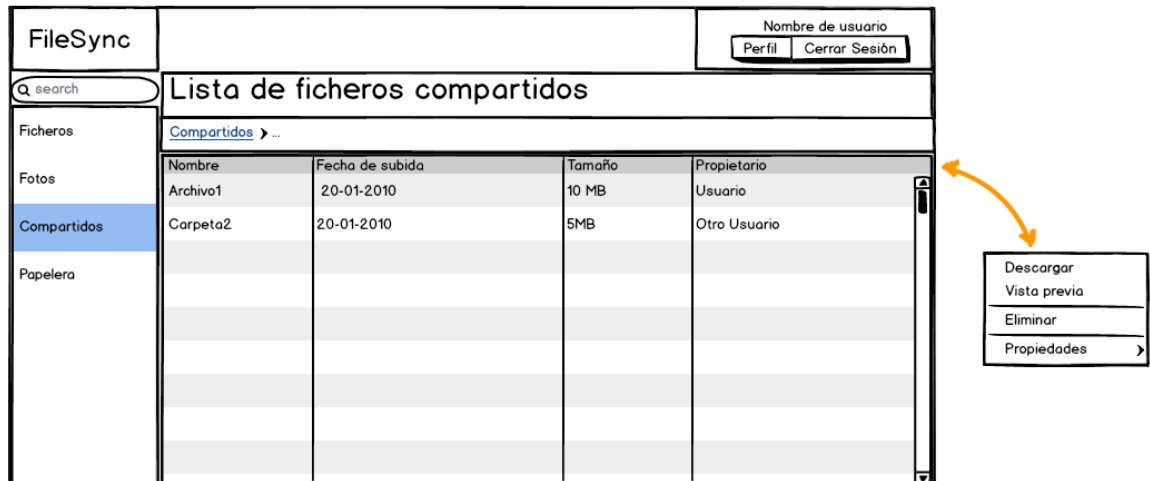 FileSync
Nombre de usuario
Perfil Cerrar Sesión
search
Lista de ficheros compartidos
Ficheros
Compartidos > ...
Nombre Fecha de subida Tamaño Propietario
Fotos
Archivo1 20-01-2010 10 MB Usuario
Compartidos
Carpeta2 20-01-2010 5MB Otro Usuario
Papelera
Descargar
Vista previa
Eliminar
Propiedades >